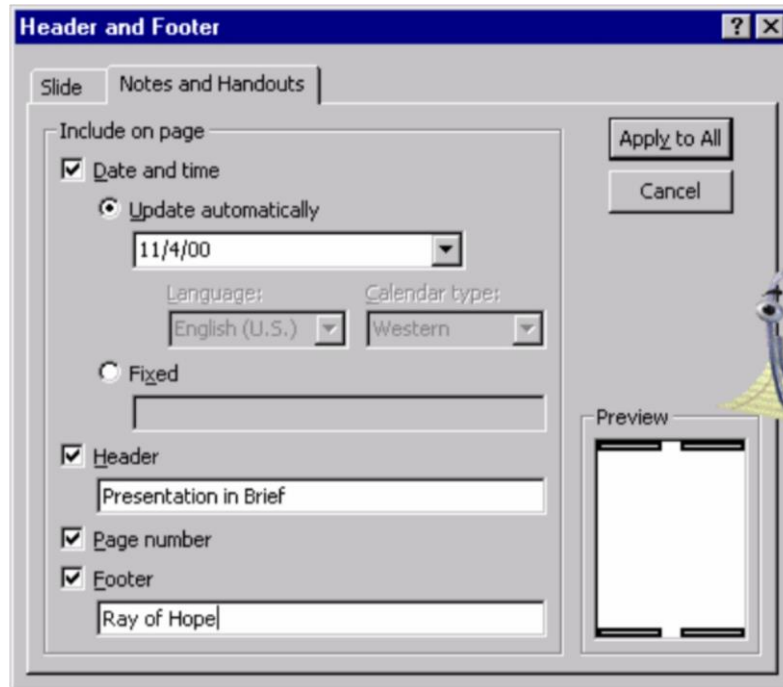 Header and Footer
Slide
Notes and Handouts
Include on page
Apply to All
Date and time
Cancel
Update automatically
11/4/00
Language:
Calendar type:
English (U.S.)
Western
Fixed
Preview
Header
Presentation in Brief
Page number
Footer
Ray of Hope